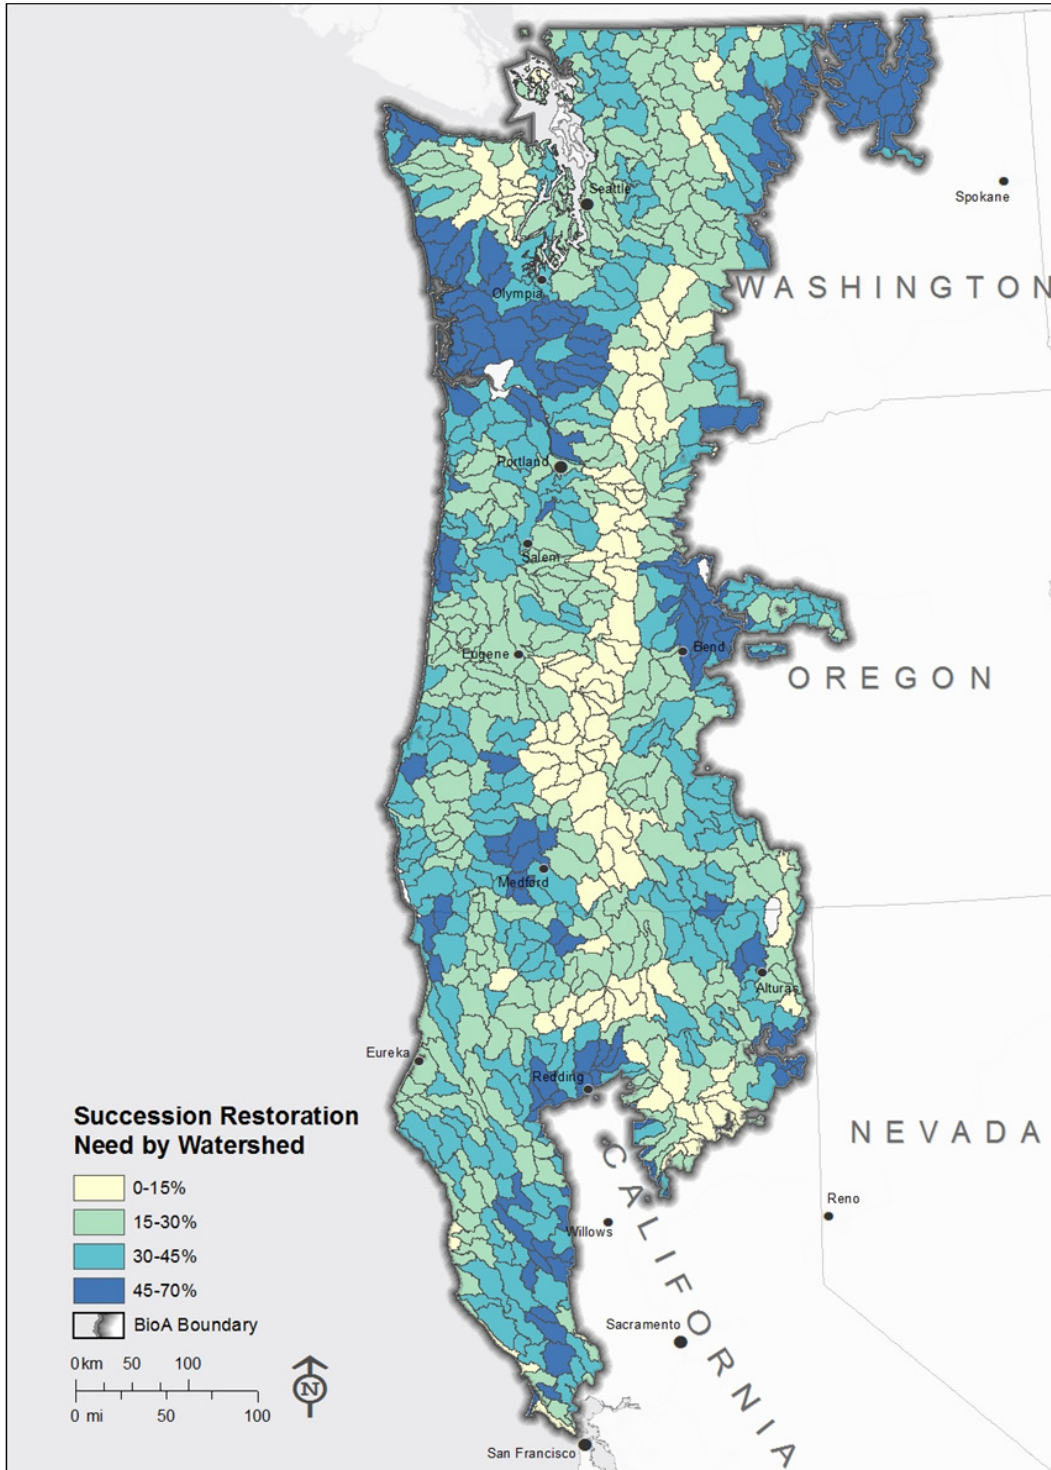 Seattle
Spokane
WASHINGTON
Olympia
Portland
Salem
Eugene
Bend
OREGON
Medford
Alturas
Eureka
Redding
Succession Restoration
Need by Watershed
NEVADA
0-15%
15-30%
30-45%
45-70%
BioA Boundary
CALIFORNIA
Reno
Willows
Sacramento
0 km 50 100
N
0 mi 50 100
San Francisco